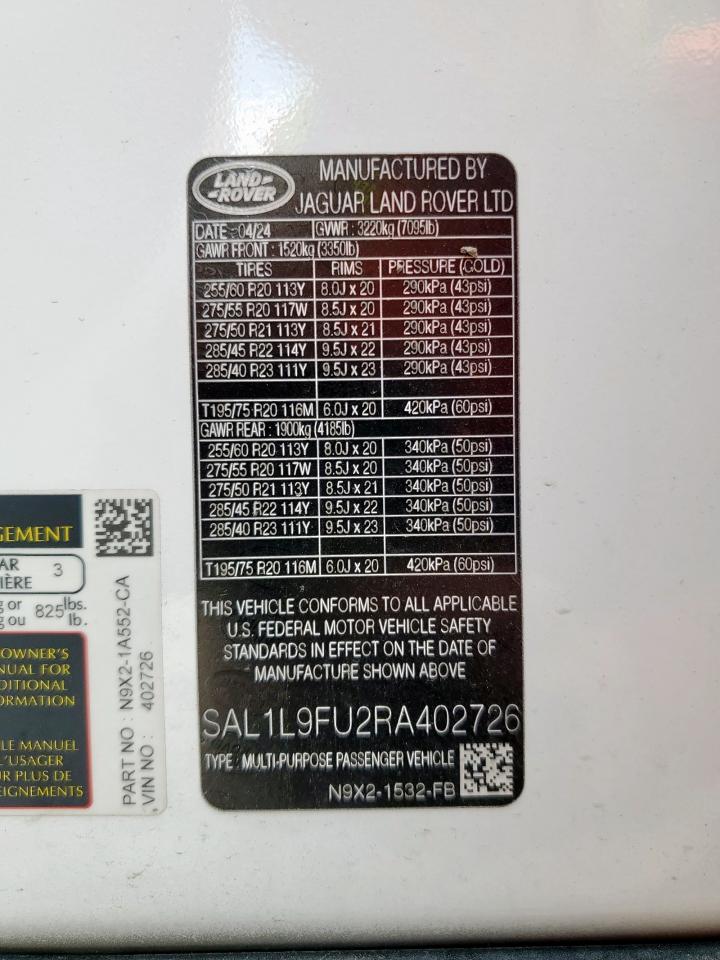 LAND-
-ROVER
MANUFACTURED BY
JAGUAR LAND ROVER LTD
DATE : 04/24 GVWR : 3220kg (7095lb)
GAWR FRONT : 1520kg (3350lb)
TIRES RIMS PRESSURE (COLD)
255/60 R20 113Y 8.0J x 20 290kPa (43psi)
275/55 R20 117W 8.5J x 20 290kPa (43psi)
275/50 R21 113Y 8.5J x 21 290kPa (43psi)
285/45 R22 114Y 9.5J x 22 290kPa (43psi)
285/40 R23 111Y 9.5J x 23 290kPa (43psi)
T195/75 R20 116M 6.0J x 20 420kPa (60psi)
GAWR REAR : 1900kg (4185lb)
255/60 R20 113Y 8.0J x 20 340kPa (50psi)
275/55 R20 117W 8.5J x 20 340kPa (50psi)
275/50 R21 113Y 8.5J x 21 340kPa (50psi)
285/45 R22 114Y 9.5J x 22 340kPa (50psi)
285/40 R23 111Y 9.5J x 23 340kPa (50psi)
T195/75 R20 116M 6.0J x 20 420kPa (60psi)
THIS VEHICLE CONFORMS TO ALL APPLICABLE
U.S. FEDERAL MOTOR VEHICLE SAFETY
STANDARDS IN EFFECT ON THE DATE OF
MANUFACTURE SHOWN ABOVE
SAL1L9FU2RA402726
TYPE : MULTI-PURPOSE PASSENGER VEHICLE
N9X2-1532-FB
GEMENT
AR
IÈRE 3
g or 825 lbs.
g ou lb.
OWNER'S
NUAL FOR
DITIONAL
ORMATION
LE MANUEL
L'USAGER
R PLUS DE
EIGNEMENTS
PART NO : N9X2-1A552-CA
VIN NO : 402726